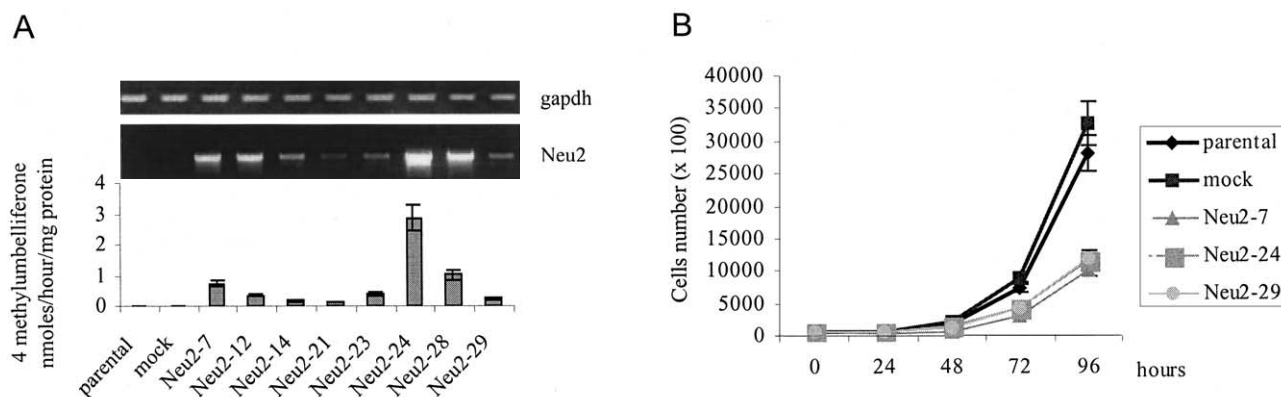 A
gapdh
Neu2
4 methylumbelliferone
nmoles/hour/mg protein
4
3
2
1
0
parental
mock
Neu2-7
Neu2-12
Neu2-14
Neu2-21
Neu2-23
Neu2-24
Neu2-28
Neu2-29
B
Cells number (x 100)
40000
35000
30000
25000
20000
15000
10000
5000
0
0 24 48 72 96 hours
parental
mock
Neu2-7
Neu2-24
Neu2-29